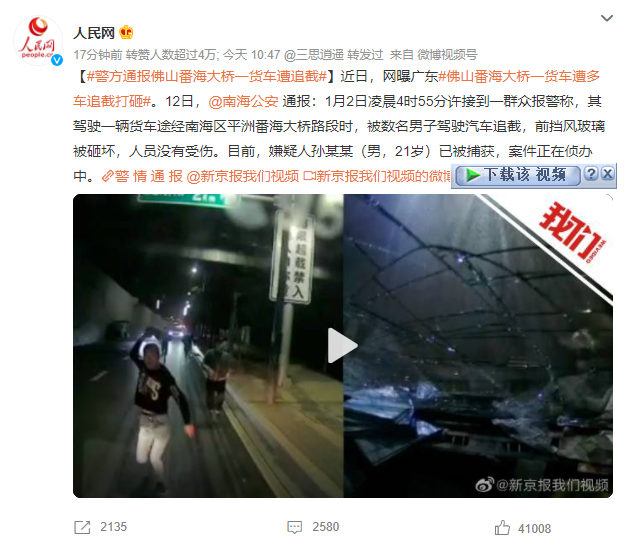 人民网
people.cn
人民网
17分钟前 转赞人数超过4万; 今天 10:47 @三思逍遥 转发过 来自 微博视频号
【#警方通报佛山番海大桥一货车遭追截#】近日，网曝广东#佛山番海大桥一货车遭多
车追截打砸#。12日，@南海公安 通报：1月2日凌晨4时55分许接到一群众报警称，其
驾驶一辆货车途经南海区平洲番海大桥路段时，被数名男子驾驶汽车追截，前挡风玻璃
被砸坏，人员没有受伤。目前，嫌疑人孙某某（男，21岁）已被捕获，案件正在侦办
中。警 情 通 报 @新京报我们视频 新京报我们视频的微博
下载该 视频
?
X
限超载
禁入
我们
WEVIDEO
@新京报我们视频
2135
2580
41008